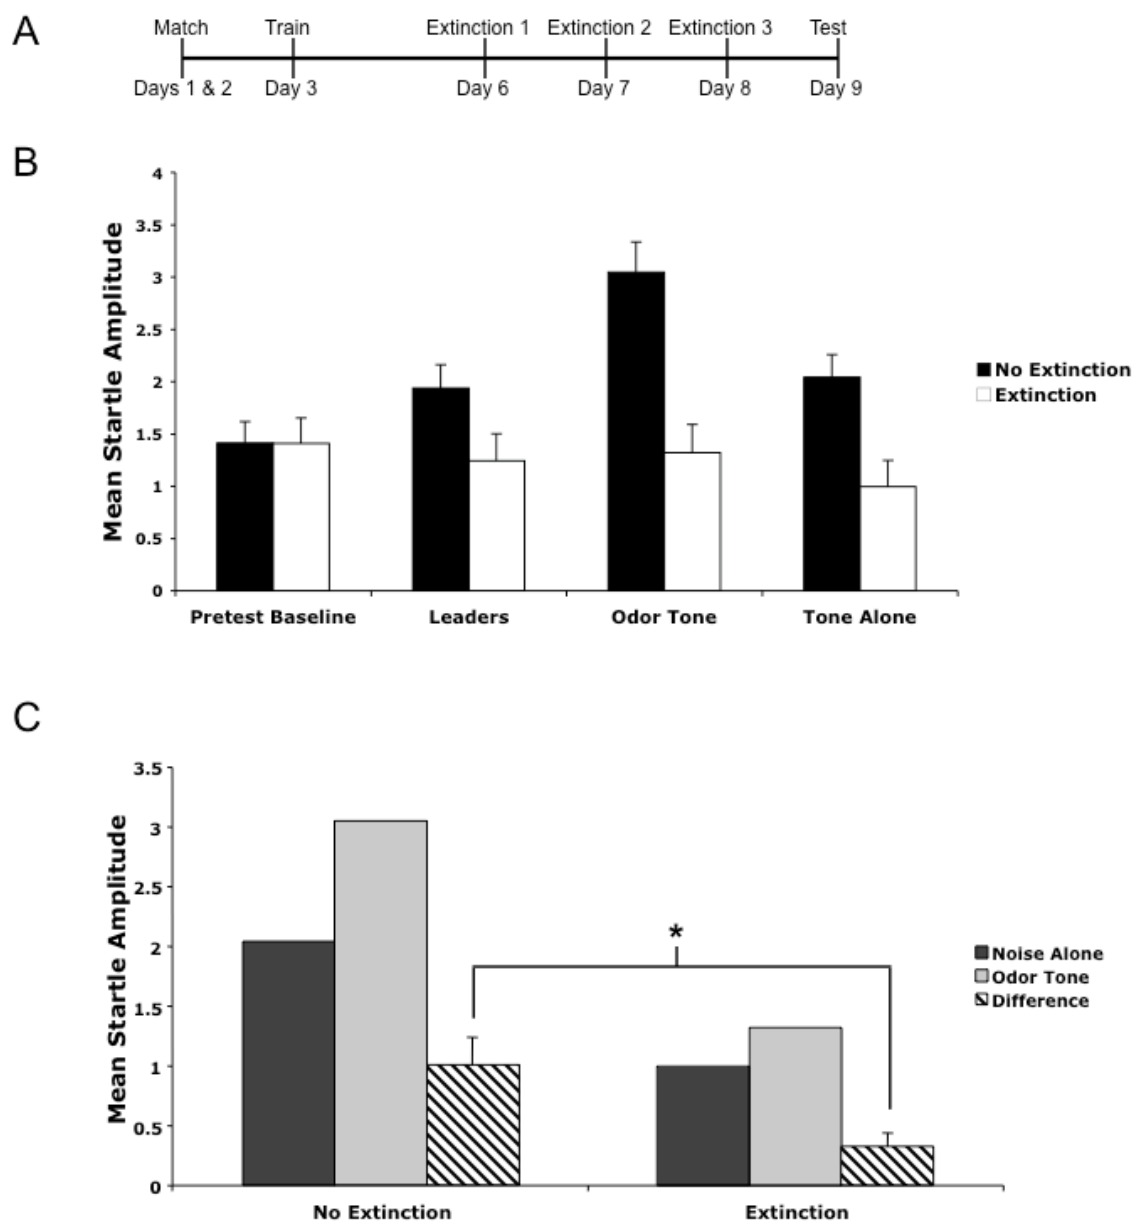 A
Match Train Extinction 1 Extinction 2 Extinction 3 Test
Days 1 & 2 Day 3 Day 6 Day 7 Day 8 Day 9
B
Mean Startle Amplitude
4
3.5
3
2.5
2
1.5
1
0.5
0
Pretest Baseline Leaders Odor Tone Tone Alone
No Extinction
Extinction
C
Mean Startle Amplitude
3.5
3
2.5
2
1.5
1
0.5
0
*
No Extinction Extinction
Noise Alone
Odor Tone
Difference